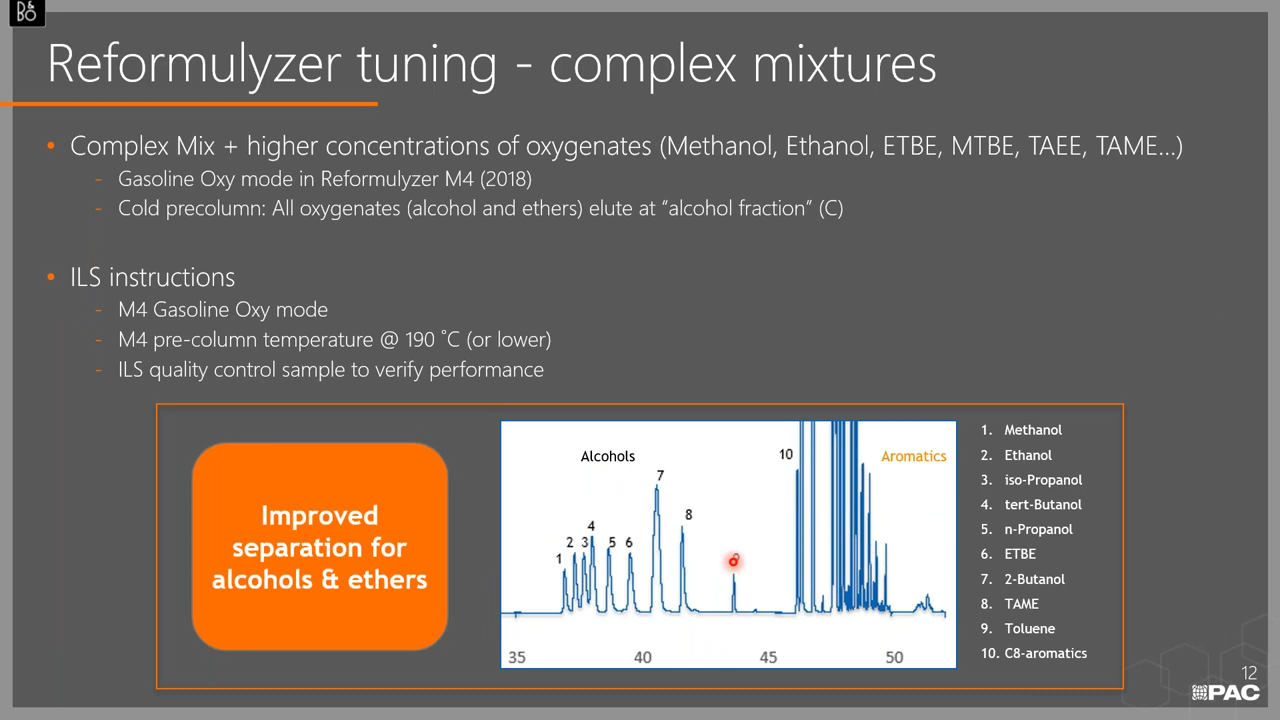 B&O
Reformulyzer tuning - complex mixtures
• Complex Mix + higher concentrations of oxygenates (Methanol, Ethanol, ETBE, MTBE, TAEE, TAME...)
- Gasoline Oxy mode in Reformulyzer M4 (2018)
- Cold precolumn: All oxygenates (alcohol and ethers) elute at “alcohol fraction” (C)
• ILS instructions
- M4 Gasoline Oxy mode
- M4 pre-column temperature @ 190 ˚C (or lower)
- ILS quality control sample to verify performance
Improved
separation for
alcohols & ethers
Alcohols
Aromatics
1
2
3
4
5
6
7
8
10
35 40 45 50
1. Methanol
2. Ethanol
3. iso-Propanol
4. tert-Butanol
5. n-Propanol
6. ETBE
7. 2-Butanol
8. TAME
9. Toluene
10. C8-aromatics
12
PAC